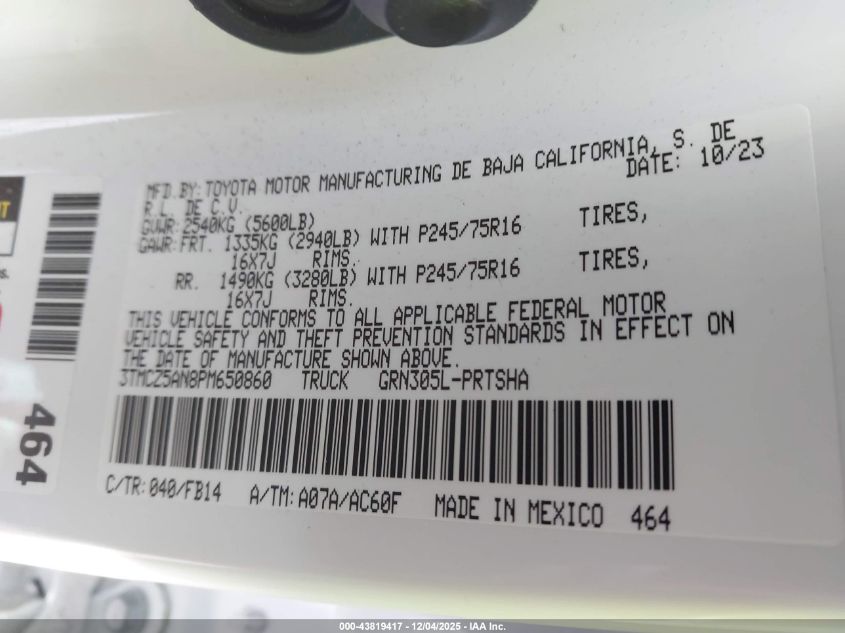 MFD.BY:TOYOTA MOTOR MANUFACTURING DE BAJA CALIFORNIA, S. DE
R.L. DE C.V. DATE: 10/23
GVWR:2540KG (5600LB)
GAWR:FRT. 1335KG (2940LB) WITH P245/75R16 TIRES,
16X7J RIMS.
RR. 1490KG (3280LB) WITH P245/75R16 TIRES,
16X7J RIMS.
THIS VEHICLE CONFORMS TO ALL APPLICABLE FEDERAL MOTOR
VEHICLE SAFETY AND THEFT PREVENTION STANDARDS IN EFFECT ON
THE DATE OF MANUFACTURE SHOWN ABOVE.
3TMCZ5AN8PM650860 TRUCK GRN305L-PRTSHA
C/TR:040/FB14 A/TM:A07A/AC60F MADE IN MEXICO 464
464
000-43819417 - 12/04/2025 - IAA Inc.